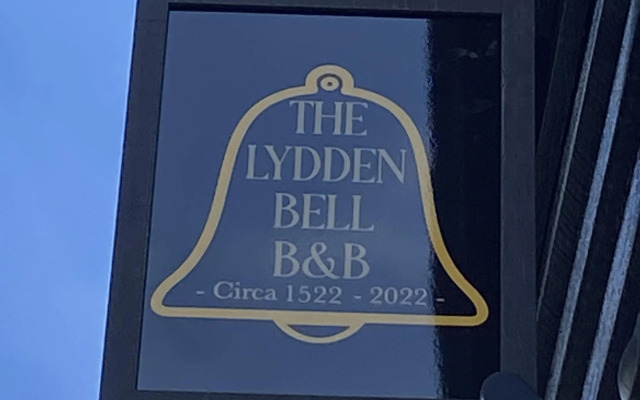 THE
LYDDEN
BELL
B&B
- Circa 1522 - 2022 -